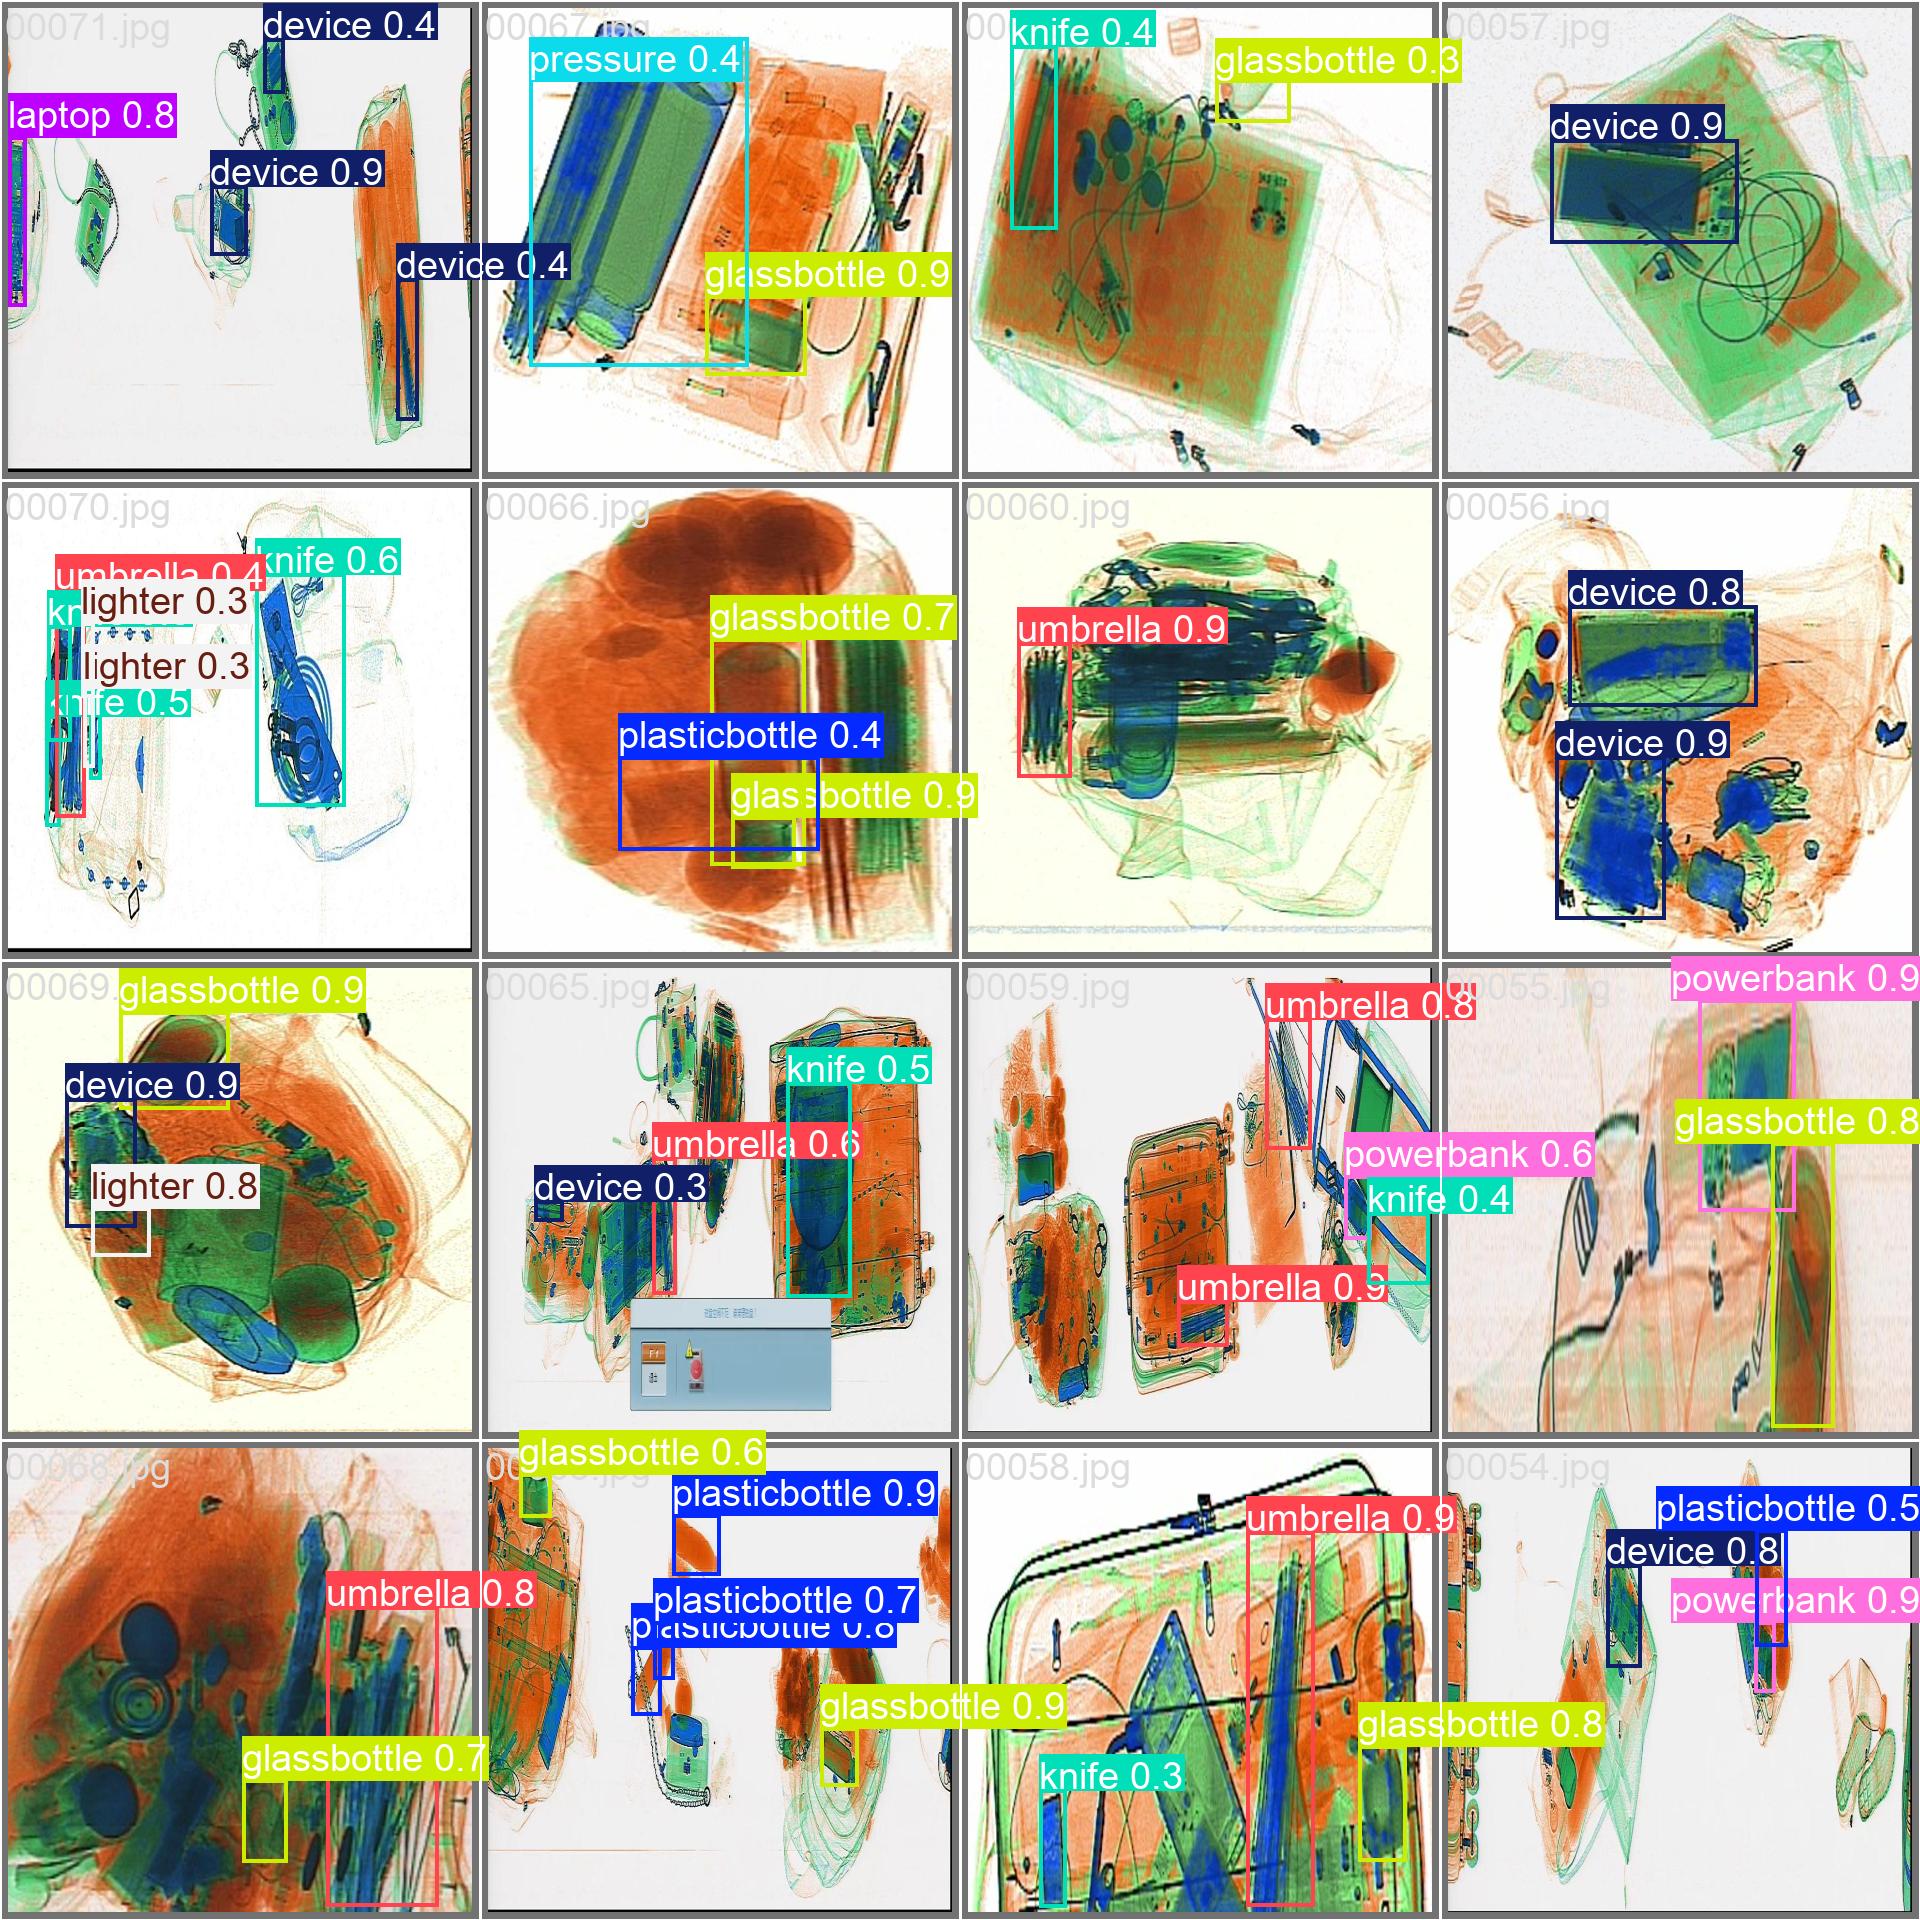 00071.jpg
device 0.4
laptop 0.8
device 0.9
device 0.4
00067.jpg
pressure 0.4
glassbottle 0.9
knife 0.4
glassbottle 0.3
00057.jpg
device 0.9
00070.jpg
umbrella 0.4
knife 0.6
lighter 0.3
lighter 0.3
knife 0.5
00066.jpg
glassbottle 0.7
plasticbottle 0.4
glassbottle 0.9
00060.jpg
umbrella 0.9
00056.jpg
device 0.8
device 0.9
00069.
glassbottle 0.9
device 0.9
lighter 0.8
00065.jpg
knife 0.5
umbrella 0.6
device 0.3
F1
00059.jpg
umbrella 0.8
powerbank 0.6
knife 0.4
umbrella 0.9
00055.jpg
powerbank 0.9
glassbottle 0.8
00068.jpg
umbrella 0.8
glassbottle 0.7
glassbottle 0.6
plasticbottle 0.9
plasticbottle 0.7
plasticbottle 0.8
glassbottle 0.9
00058.jpg
umbrella 0.9
glassbottle 0.8
knife 0.3
00054.jpg
plasticbottle 0.5
device 0.8
powerbank 0.9